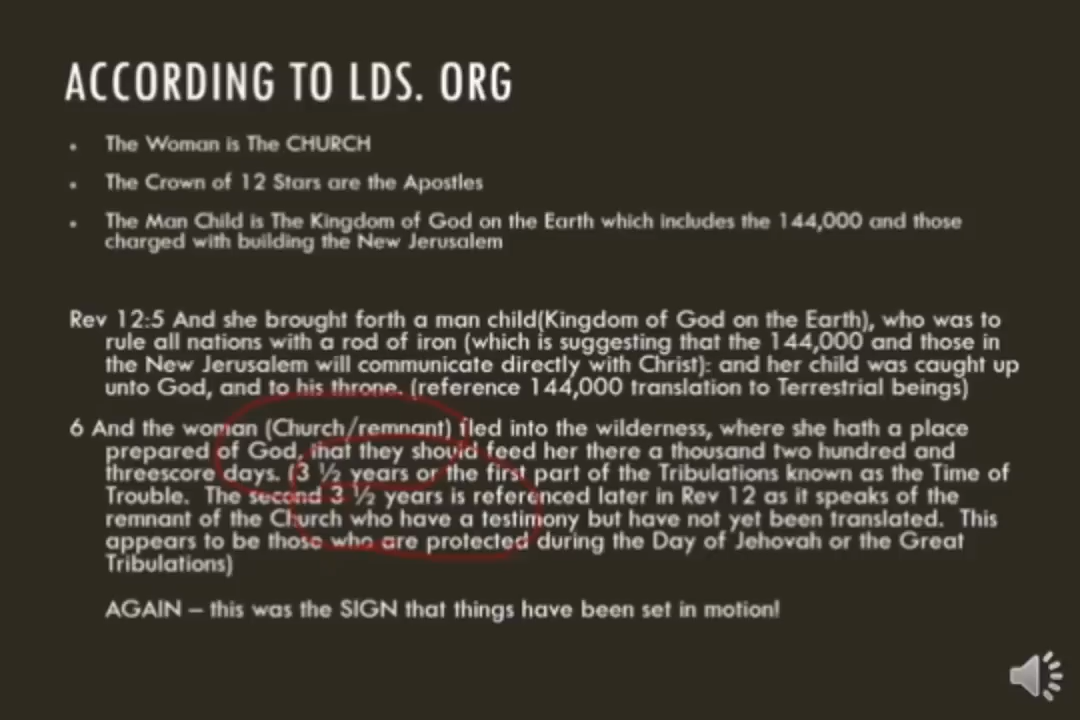 ACCORDING TO LDS. ORG
• The Woman is The CHURCH
• The Crown of 12 Stars are the Apostles
• The Man Child is The Kingdom of God on the Earth which includes the 144,000 and those
charged with building the New Jerusalem
Rev 12:5 And she brought forth a man child(Kingdom of God on the Earth), who was to
rule all nations with a rod of iron (which is suggesting that the 144,000 and those in
the New Jerusalem will communicate directly with Christ): and her child was caught up
unto God, and to his throne. (reference 144,000 translation to Terrestrial beings)
6 And the woman (Church/remnant) fled into the wilderness, where she hath a place
prepared of God, that they should feed her there a thousand two hundred and
threescore days. (3 ½ years or the first part of the Tribulations known as the Time of
Trouble. The second 3 ½ years is referenced later in Rev 12 as it speaks of the
remnant of the Church who have a testimony but have not yet been translated. This
appears to be those who are protected during the Day of Jehovah or the Great
Tribulations)
AGAIN – this was the SIGN that things have been set in motion!